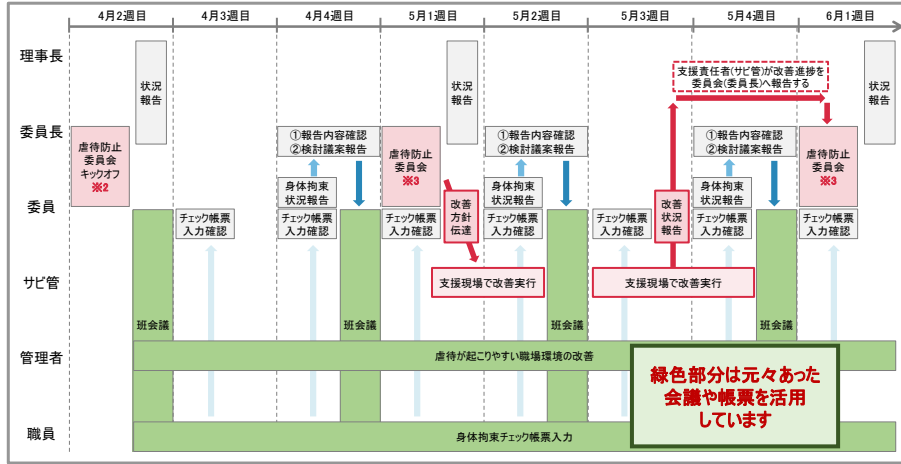 4月2週目
4月3週目
4月4週目
5月1週目
5月2週目
5月3週目
5月4週目
6月1週目
理事長
委員長
委員
サビ管
管理者
職員
状況
報告
状況
報告
支援責任者(サビ管)が改善進捗を
委員会(委員長)へ報告する
状況
報告
虐待防止
委員会
キックオフ
※2
①報告内容確認
②検討議案報告
虐待防止
委員会
※3
①報告内容確認
②検討議案報告
①報告内容確認
②検討議案報告
虐待防止
委員会
※3
身体拘束
状況報告
改善
方針
伝達
身体拘束
状況報告
改善
状況
報告
身体拘束
状況報告
チェック帳票
入力確認
チェック帳票
入力確認
チェック帳票
入力確認
チェック帳票
入力確認
チェック帳票
入力確認
チェック帳票
入力確認
チェック帳票
入力確認
支援現場で改善実行
支援現場で改善実行
班会議
班会議
班会議
班会議
虐待が起こりやすい職場環境の改善
緑色部分は元々あった
会議や帳票を活用
しています
身体拘束チェック帳票入力